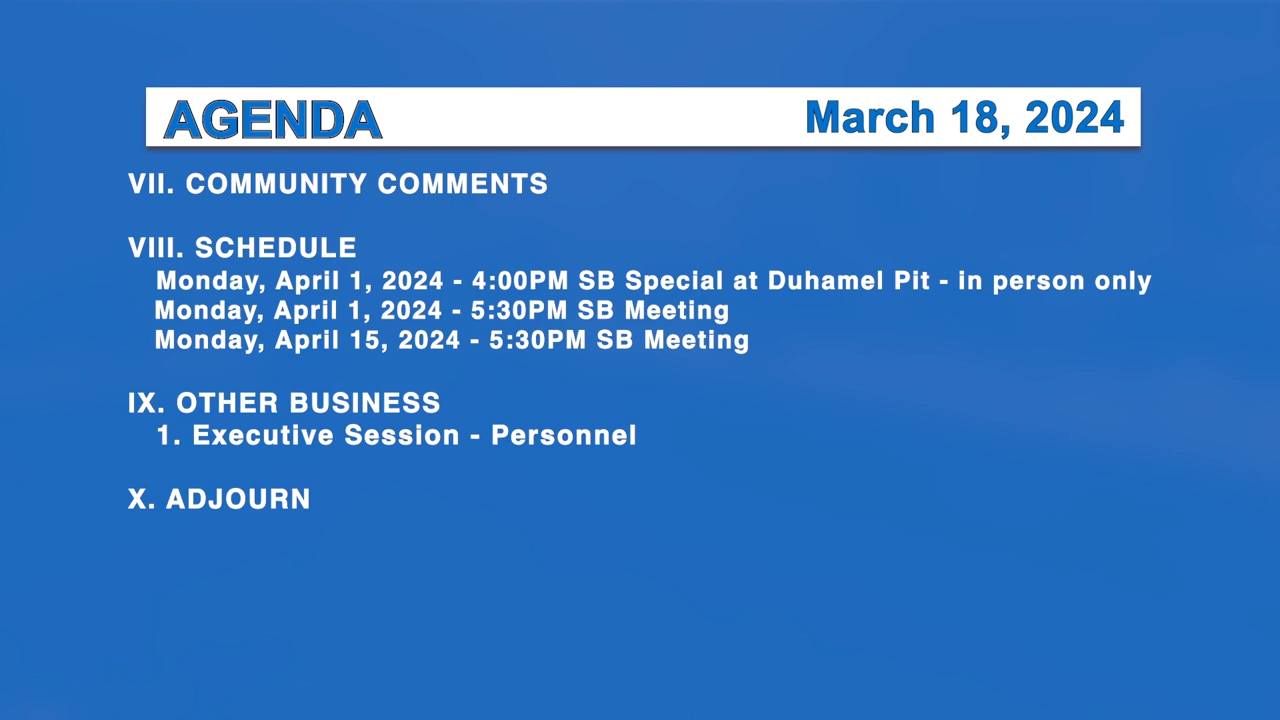 AGENDA March 18, 2024
VII. COMMUNITY COMMENTS
VIII. SCHEDULE
Monday, April 1, 2024 - 4:00PM SB Special at Duhamel Pit - in person only
Monday, April 1, 2024 - 5:30PM SB Meeting
Monday, April 15, 2024 - 5:30PM SB Meeting
IX. OTHER BUSINESS
1. Executive Session - Personnel
X. ADJOURN